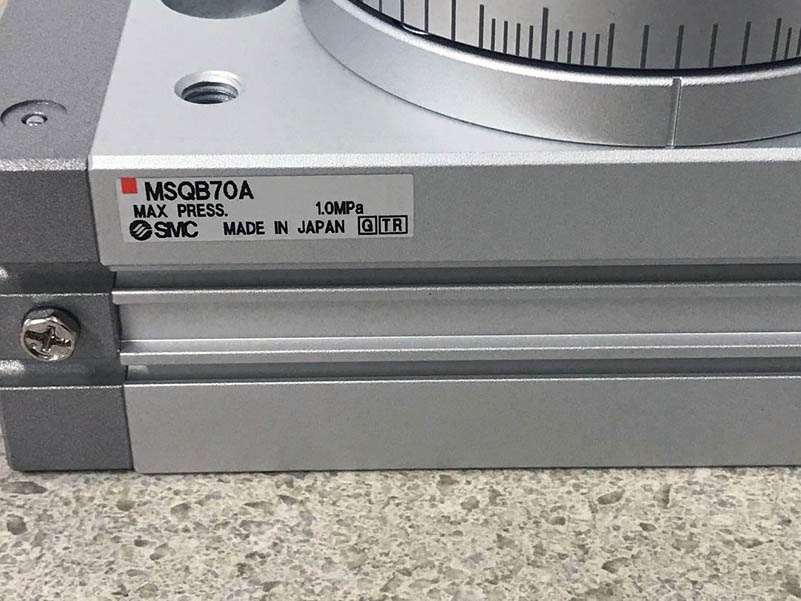 MSQB70A
MAX PRESS. 1.0MPa
SMC MADE IN JAPAN G TR